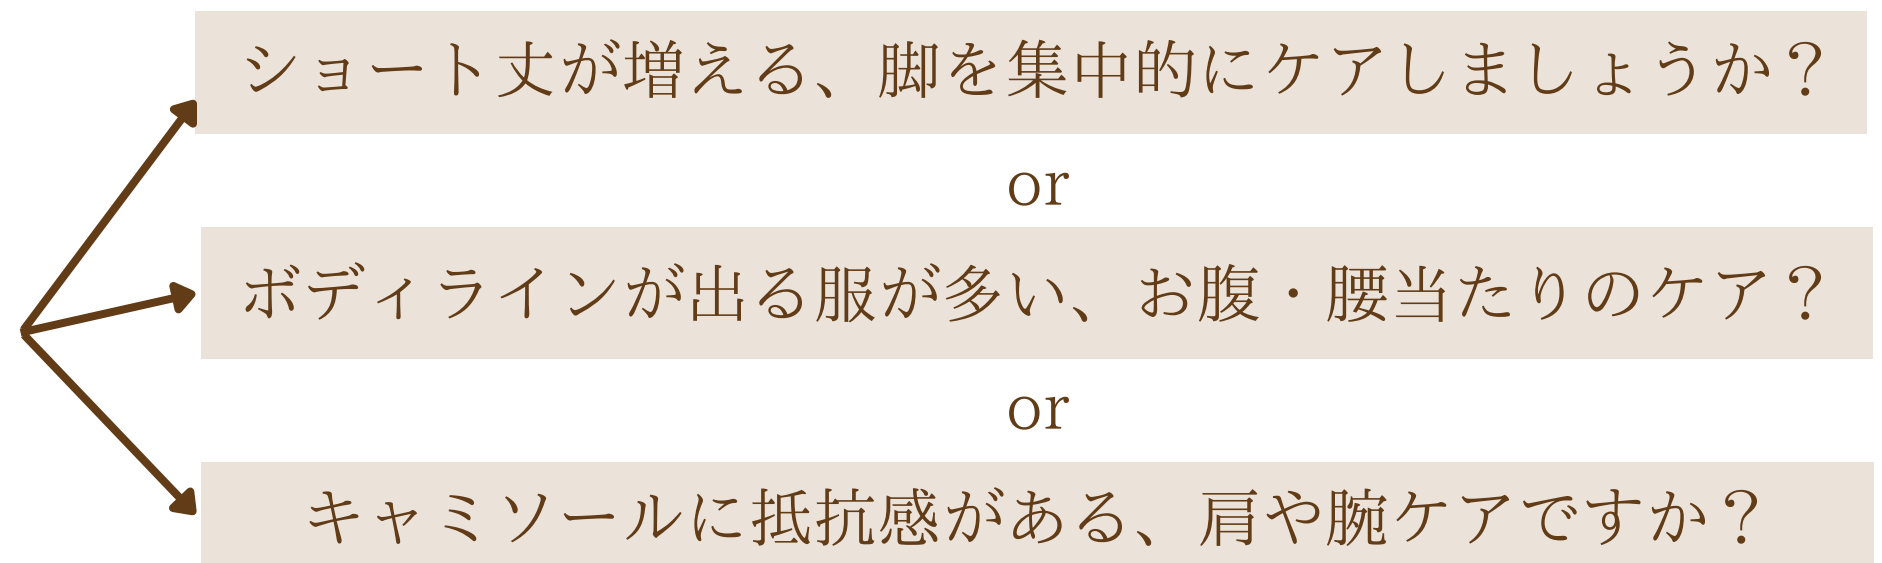 ショート丈が増える、脚を集中的にケアしましょうか？
or
ボディラインが出る服が多い、お腹・腰当たりのケア？
or
キャミソールに抵抗感がある、肩や腕ケアですか？